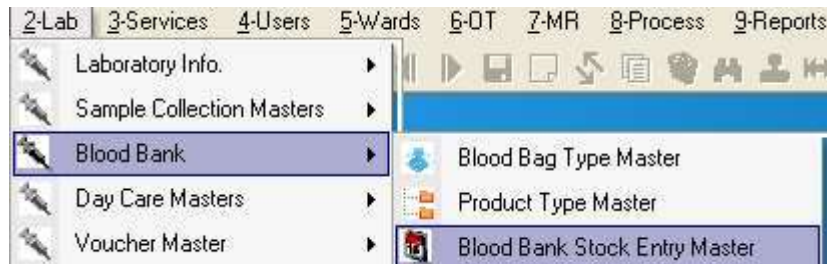 2-Lab 3-Services 4-Users 5-Wards 6-OT 7-MR 8-Process 9-Reports
Laboratory Info.
Sample Collection Masters
Blood Bank
Blood Bag Type Master
Day Care Masters
Product Type Master
Voucher Master
Blood Bank Stock Entry Master